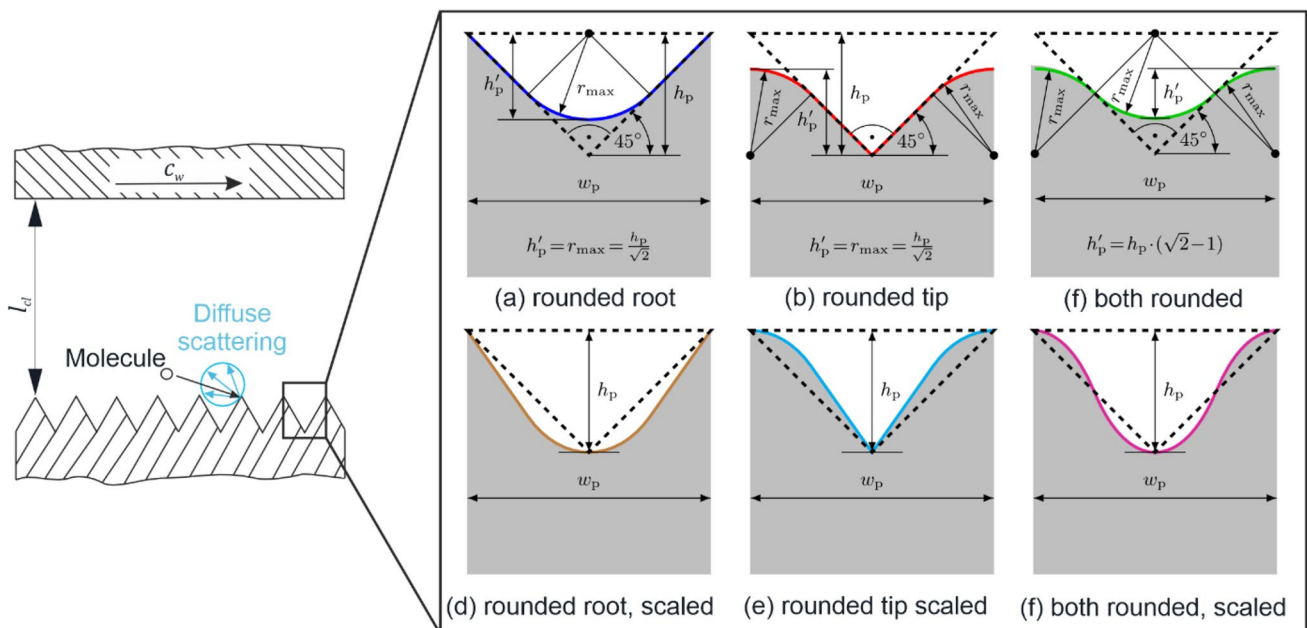 c_w
l_cl
Molecule
Diffuse
scattering
h′_p
r_max
h_p
45°
w_p
h′_p = r_max = h_p/√2
(a) rounded root
r_max
h′_p
h_p
45°
r_max
w_p
h′_p = r_max = h_p/√2
(b) rounded tip
r_max
r_max
h′_p
r_max
45°
w_p
h′_p = h_p·(√2−1)
(f) both rounded
h_p
w_p
(d) rounded root, scaled
h_p
w_p
(e) rounded tip scaled
h_p
w_p
(f) both rounded, scaled